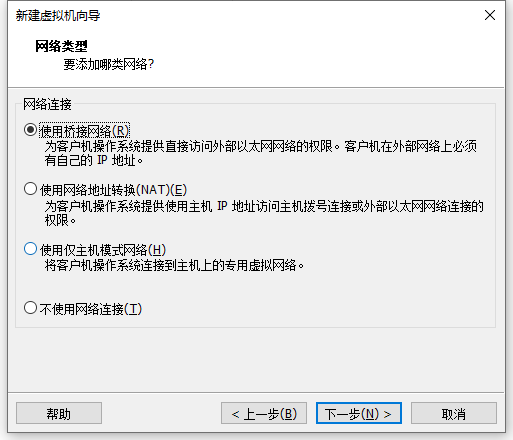 新建虚拟机向导
网络类型
要添加哪类网络?
网络连接
使用桥接网络(R)
为客户机操作系统提供直接访问外部以太网网络的权限。客户机在外部网络上必须
有自己的 IP 地址。
使用网络地址转换(NAT)(E)
为客户机操作系统提供使用主机 IP 地址访问主机拨号连接或外部以太网网络连接的
权限。
使用仅主机模式网络(H)
将客户机操作系统连接到主机上的专用虚拟网络。
不使用网络连接(T)
帮助 < 上一步(B) 下一步(N) > 取消